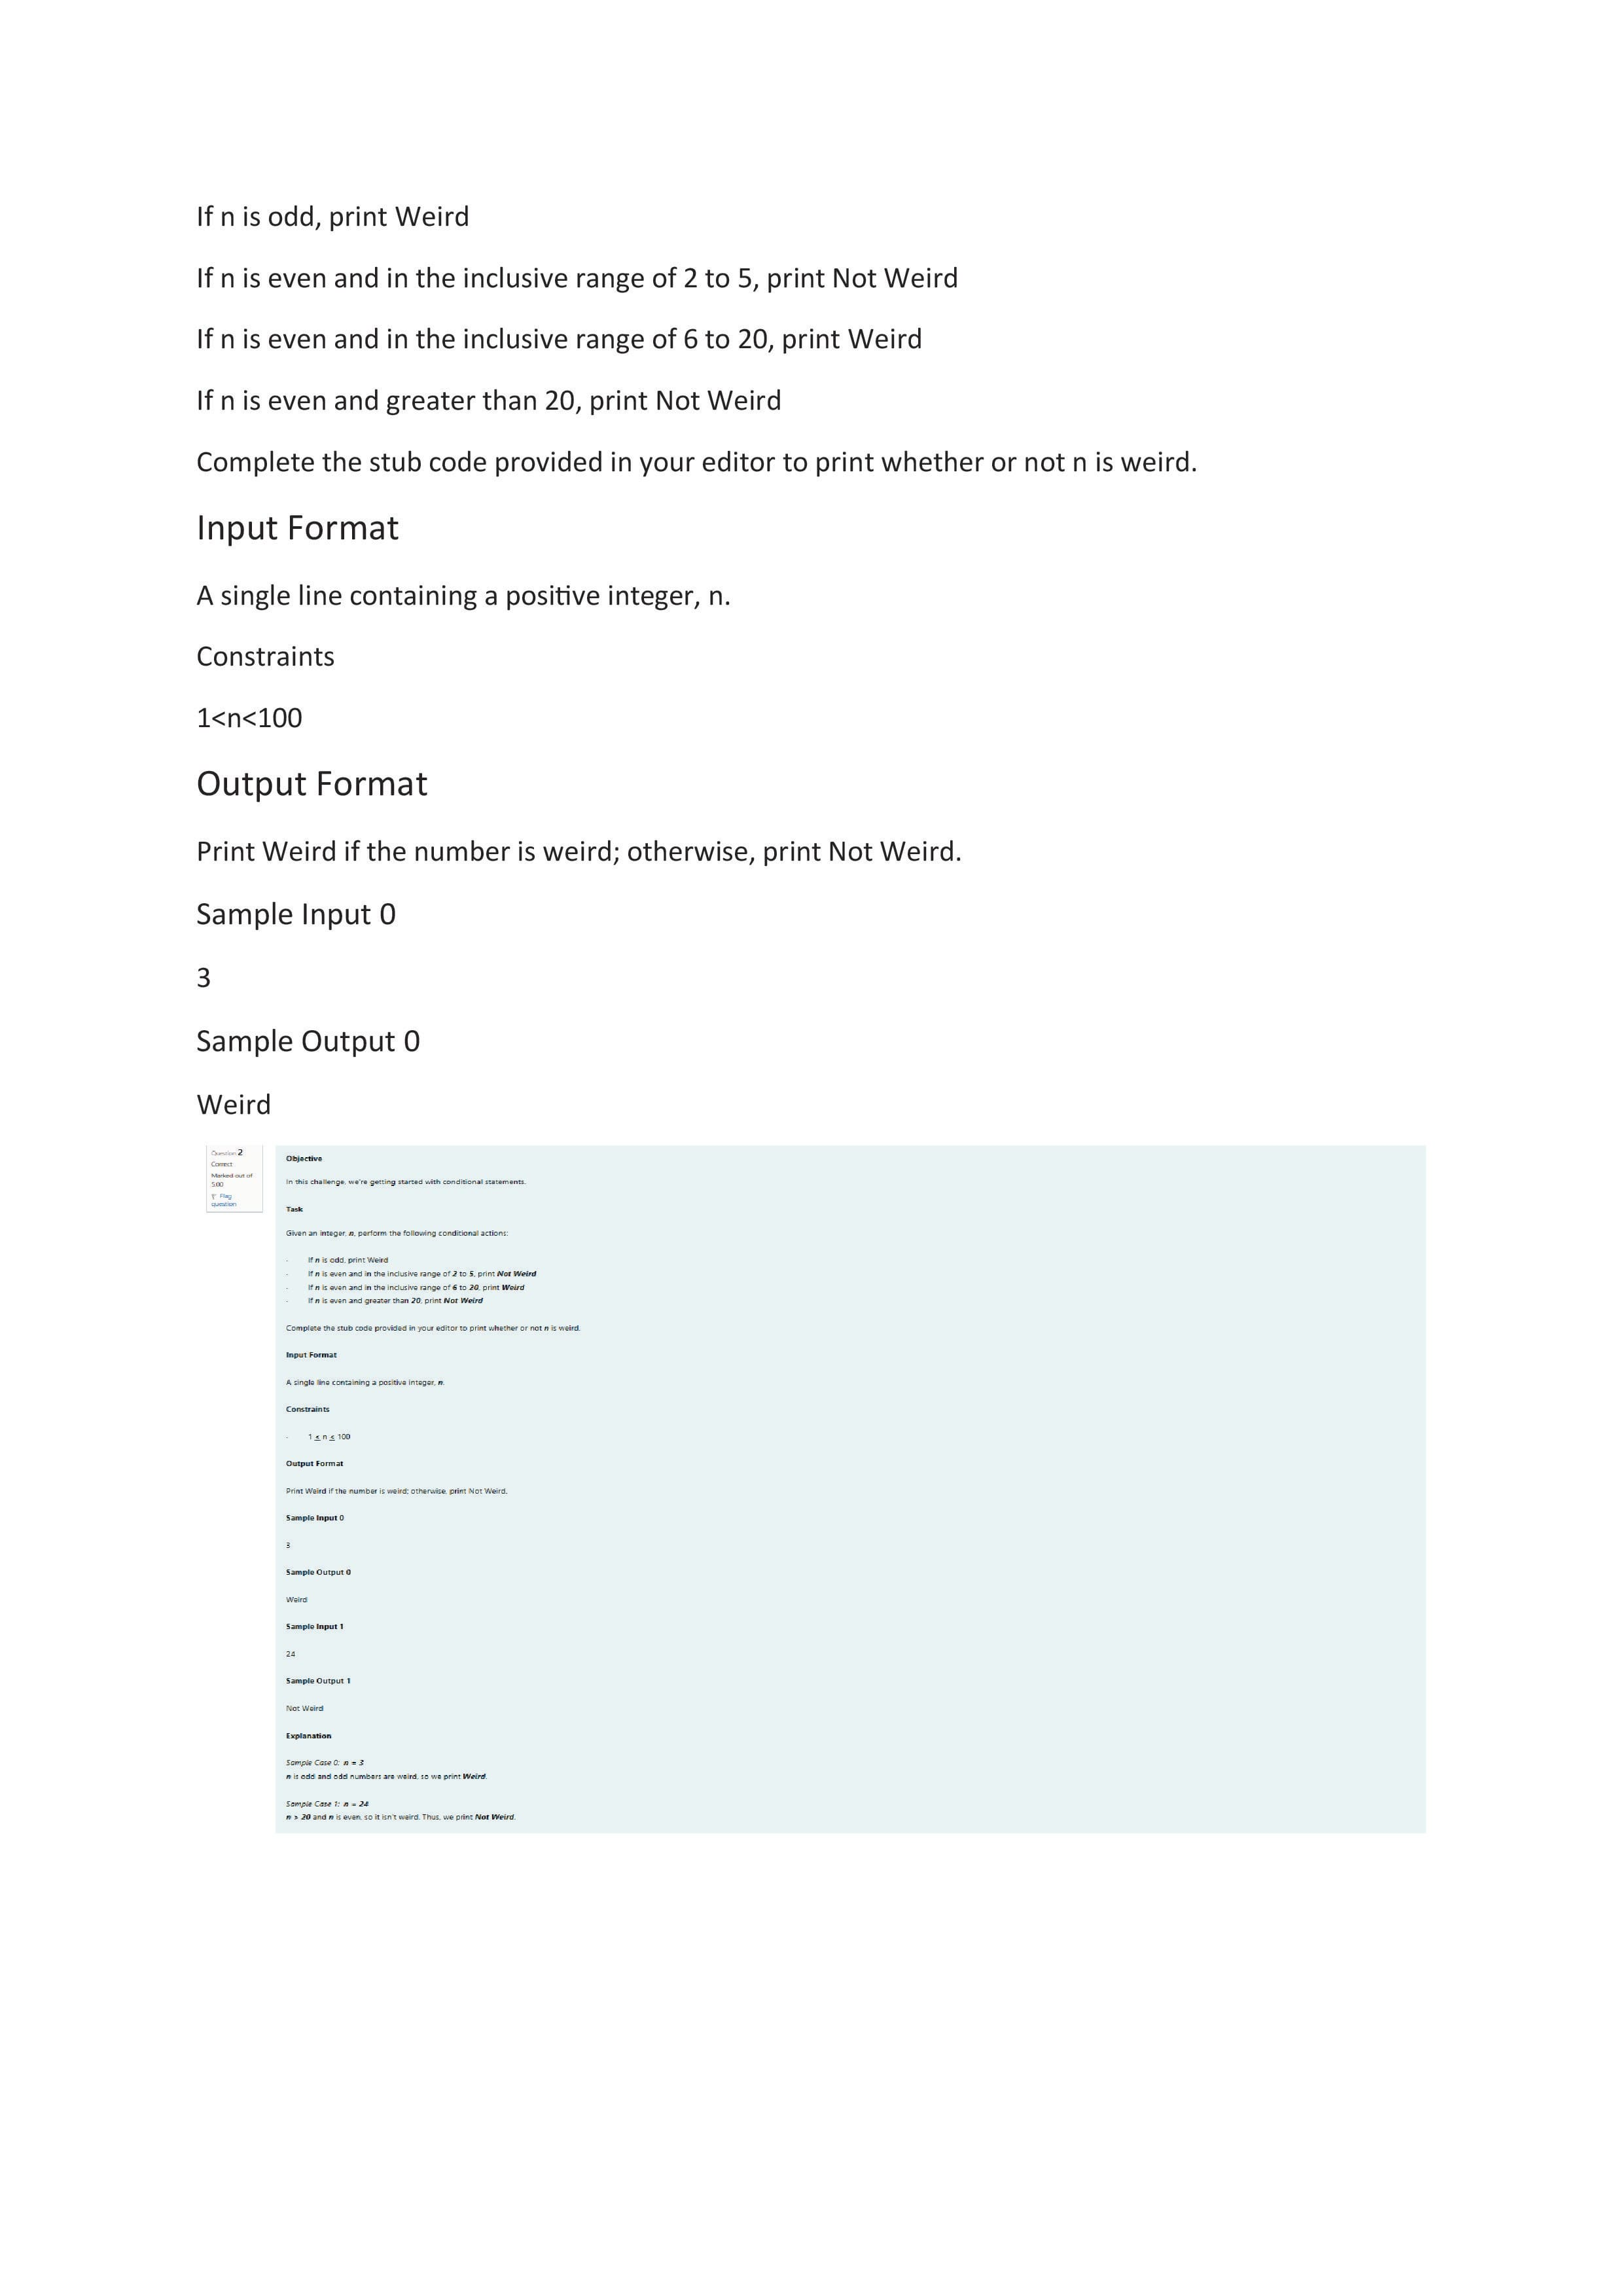 If n is odd, print Weird
If n is even and in the inclusive range of 2 to 5, print Not Weird
If n is even and in the inclusive range of 6 to 20, print Weird
If n is even and greater than 20, print Not Weird
Complete the stub code provided in your editor to print whether or not n is weird.
Input Format
A single line containing a positive integer, n.
Constraints
1<n<100
Output Format
Print Weird if the number is weird; otherwise, print Not Weird.
Sample Input 0
3
Sample Output 0
Weird
Question 2
Correct
Marked out of
5.00
Flag
question
Objective
In this challenge, we're getting started with conditional statements.
Task
Given an integer, n, perform the following conditional actions:
· If n is odd, print Weird
· If n is even and in the inclusive range of 2 to 5, print Not Weird
· If n is even and in the inclusive range of 6 to 20, print Weird
· If n is even and greater than 20, print Not Weird
Complete the stub code provided in your editor to print whether or not n is weird.
Input Format
A single line containing a positive integer, n.
Constraints
· 1 ≤ n ≤ 100
Output Format
Print Weird if the number is weird; otherwise, print Not Weird.
Sample Input 0
3
Sample Output 0
Weird
Sample Input 1
24
Sample Output 1
Not Weird
Explanation
Sample Case 0: n = 3
n is odd and odd numbers are weird, so we print Weird.
Sample Case 1: n = 24
n > 20 and n is even, so it isn't weird. Thus, we print Not Weird.